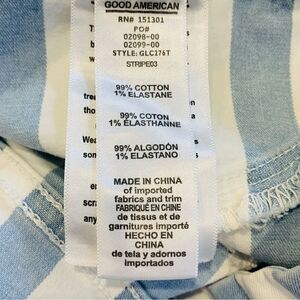 GOOD AMERICAN
RN# 151301
PO#
02098-00
02099-00
STYLE: GLC276T
STRIPE03
99% COTTON
1% ELASTANE
99% COTON
1% ÉLASTHANNE
99% ALGODÓN
1% ELASTANO
MADE IN CHINA
of imported
fabrics and trim
FABRIQUÉ EN CHINE
de tissus et de
garnitures importé
HECHO EN
CHINA
de tela y adornos
importados